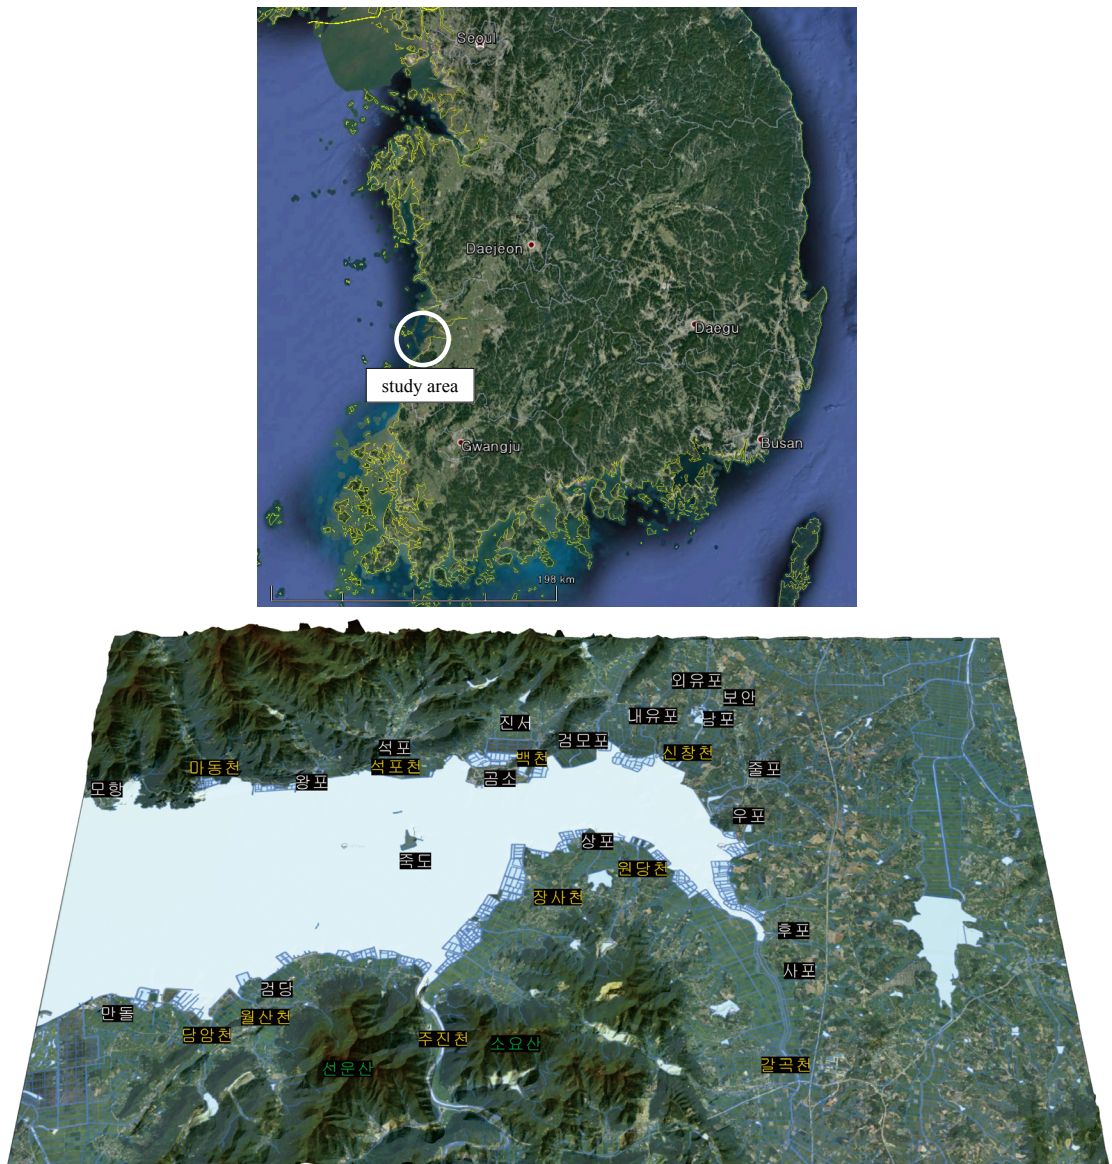 Seoul
Daejeon
Daegu
study area
Gwangju
Busan
198 km
외유포
보안
내유포
남포
진서
검모포
석포
백천
신창천
마동천
석포천
줄포
왕포
곰소
모항
우포
상포
죽도
원당천
장사천
후포
사포
검당
만돌
월산천
당암천
주진천
소요산
선운산
갈곡천